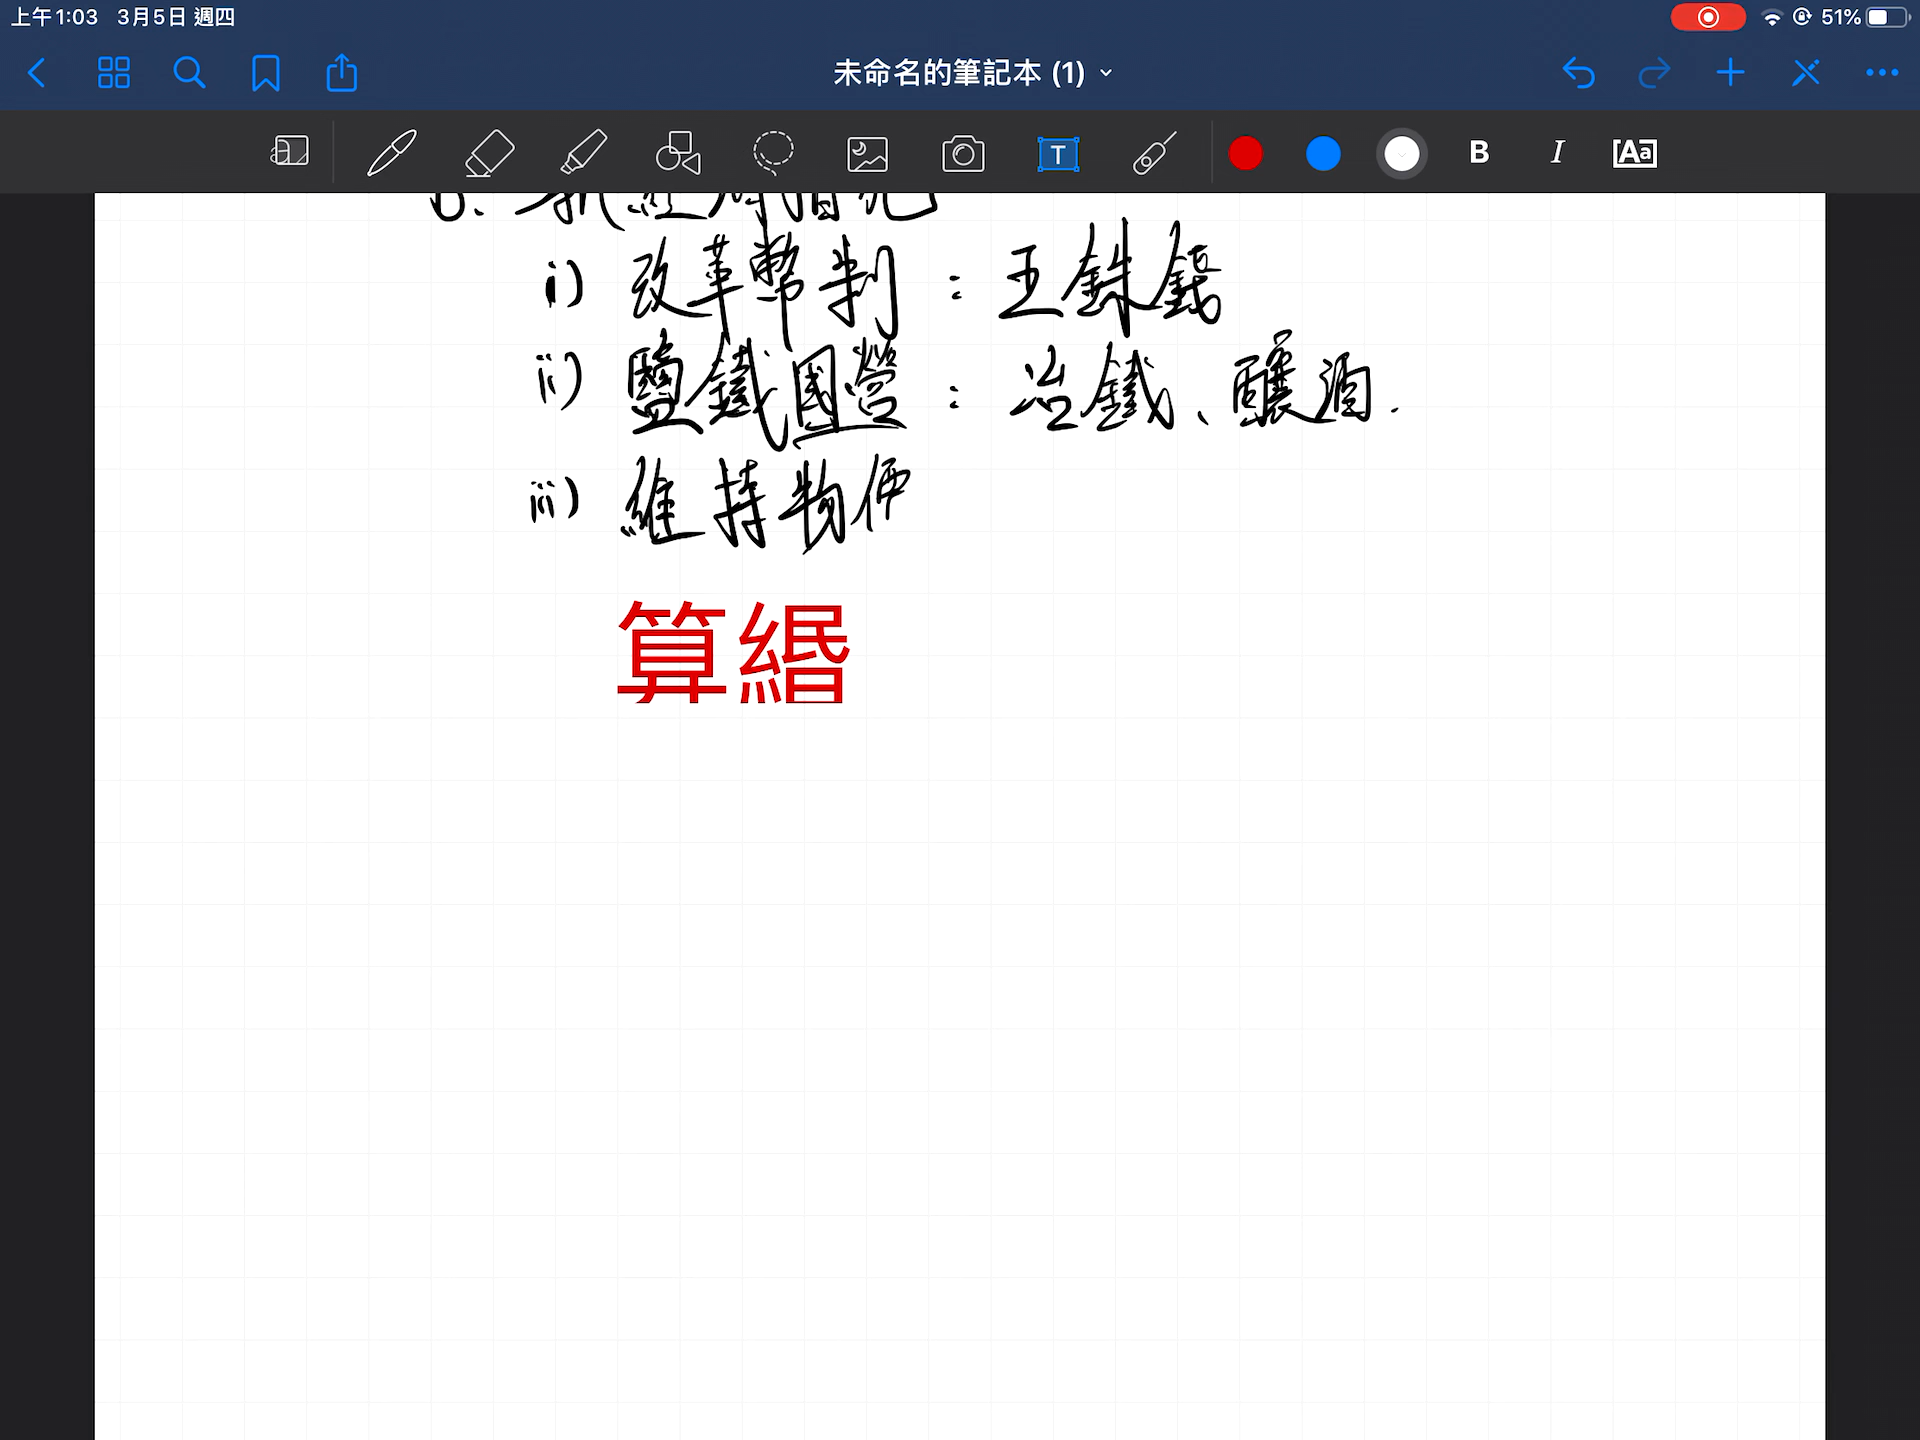 上午1:03 3月5日 週四
51%
未命名的筆記本 (1)
T B I Aa
i) 改革幣制：五銖錢
ii) 鹽鐵國營：冶鐵、釀酒.
iii) 維持物価
算緡